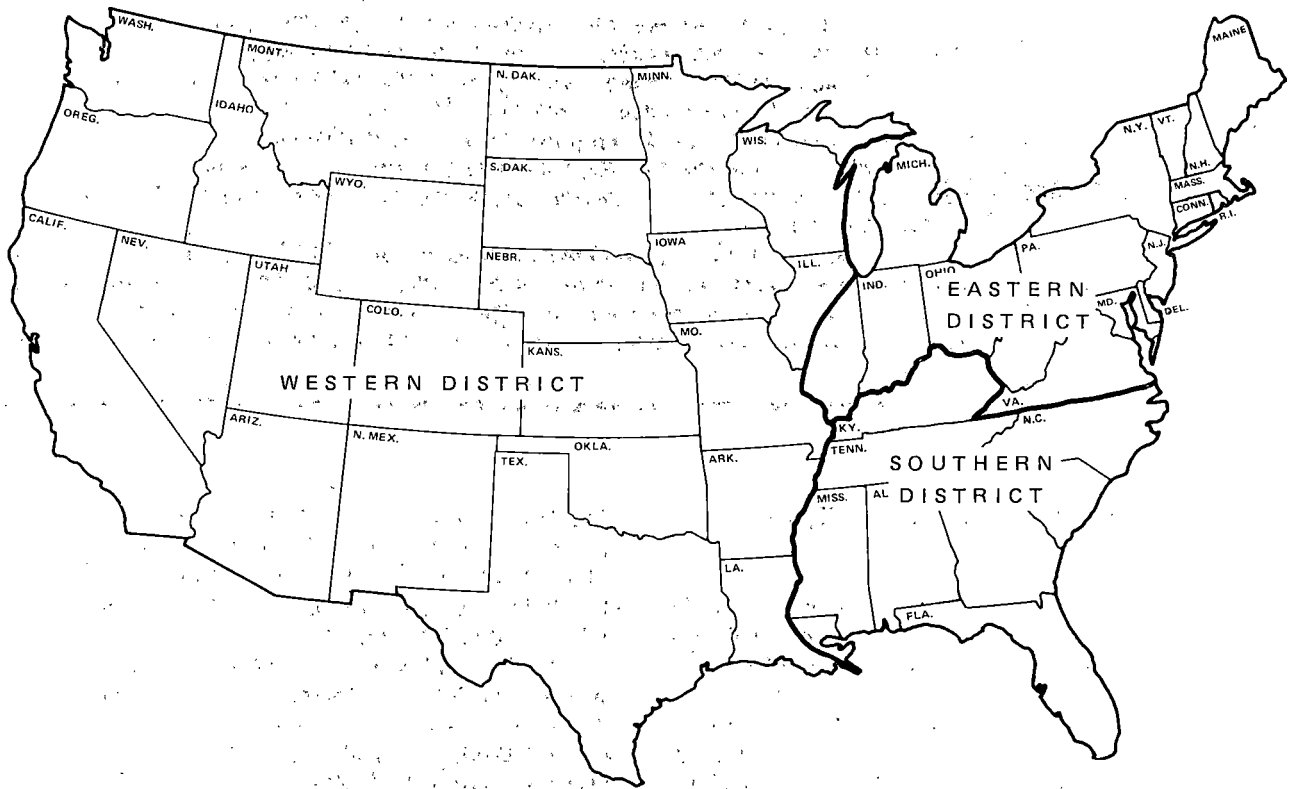 WASH.
MONT.
N. DAK.
MINN.
MAINE
IDAHO
OREG.
N.Y.
VT.
WIS.
MICH.
N.H.
S. DAK.
WYO.
MASS.
CONN.
R.I.
CALIF.
NEV.
UTAH
NEBR.
IOWA
ILL.
IND.
OHIO
PA.
N.J.
EASTERN
DISTRICT
MD.
DEL.
COLO.
KANS.
MO.
WESTERN DISTRICT
VA.
ARIZ.
N. MEX.
OKLA.
TEX.
ARK.
KY.
TENN.
N.C.
SOUTHERN
DISTRICT
MISS.
AL
LA.
FLA.